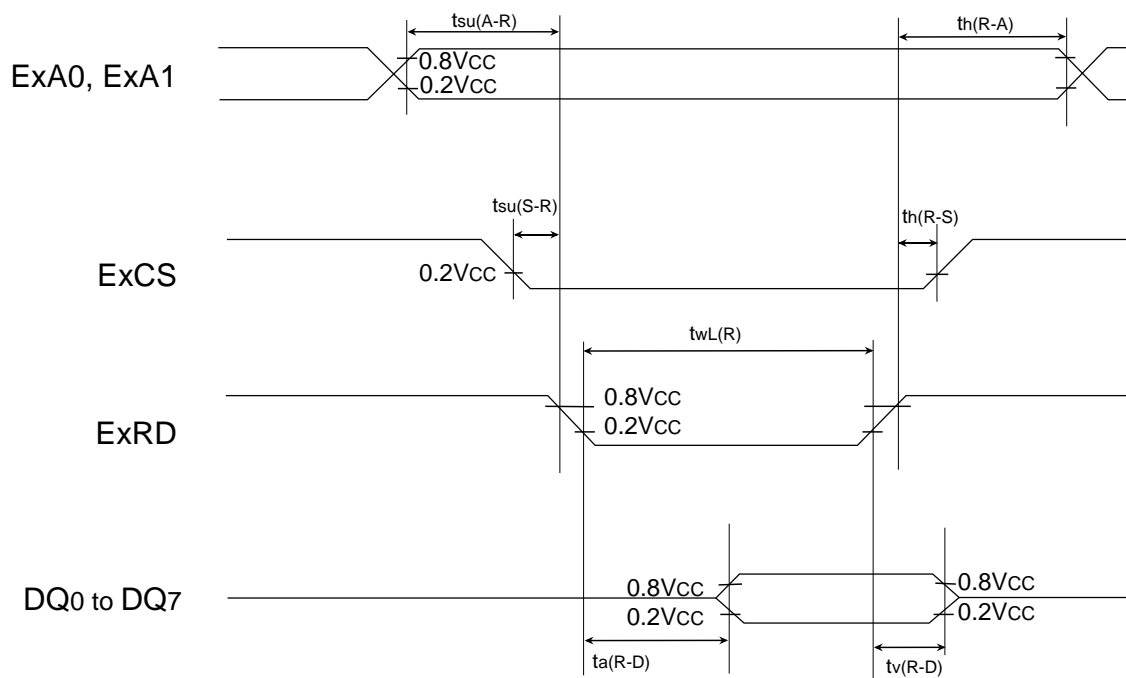 tsu(A-R)
th(R-A)
ExA0, ExA1
0.8VCC
0.2VCC
tsu(S-R)
th(R-S)
ExCS
0.2VCC
twL(R)
ExRD
0.8VCC
0.2VCC
DQ0 to DQ7
0.8VCC
0.2VCC
0.8VCC
0.2VCC
ta(R-D)
tv(R-D)